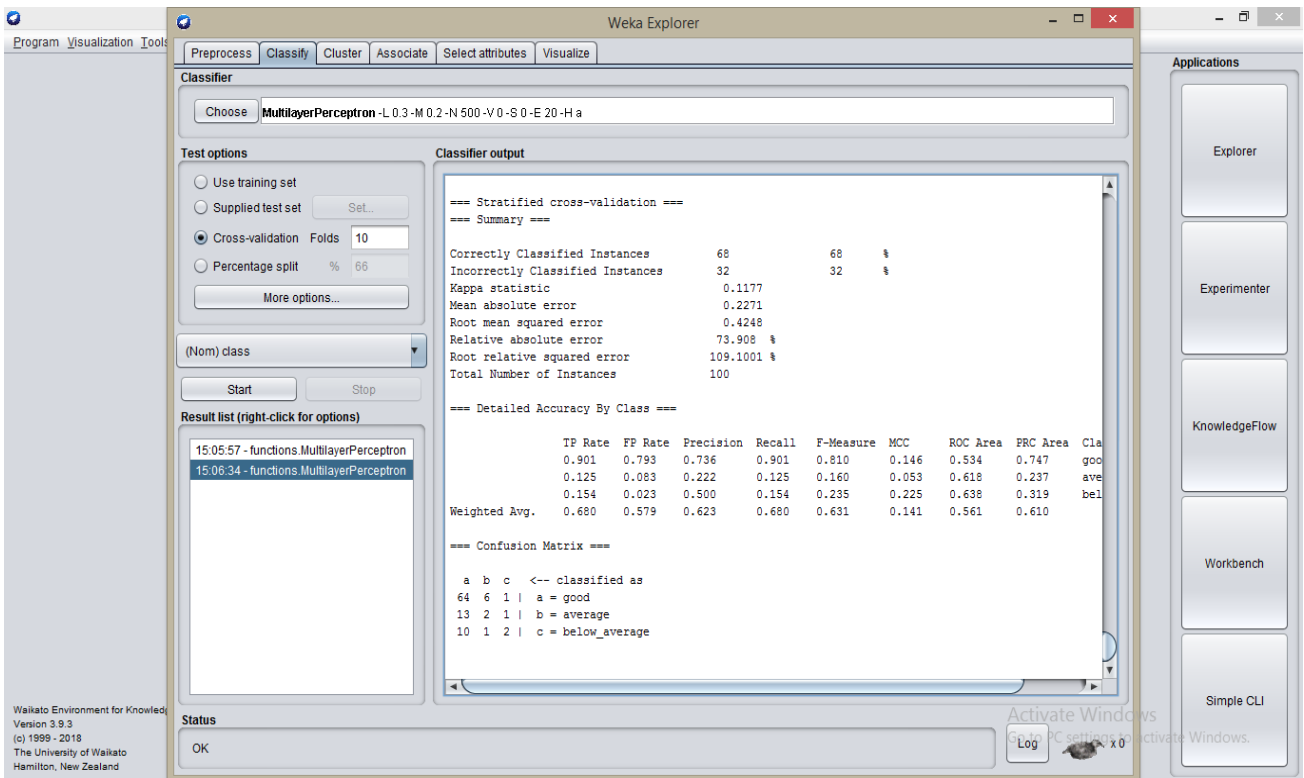 Weka Explorer
Program Visualization Tools
Preprocess Classify Cluster Associate Select attributes Visualize
Classifier
Choose MultilayerPerceptron -L 0.3 -M 0.2 -N 500 -V 0 -S 0 -E 20 -H a
Test options
Use training set
Supplied test set Set...
Cross-validation Folds 10
Percentage split % 66
More options...
(Nom) class
Start Stop
Result list (right-click for options)
15:05:57 - functions.MultilayerPerceptron
15:06:34 - functions.MultilayerPerceptron
Classifier output
=== Stratified cross-validation ===
=== Summary ===
Correctly Classified Instances 68 68 %
Incorrectly Classified Instances 32 32 %
Kappa statistic 0.1177
Mean absolute error 0.2271
Root mean squared error 0.4248
Relative absolute error 73.908 %
Root relative squared error 109.1001 %
Total Number of Instances 100
=== Detailed Accuracy By Class ===
TP Rate FP Rate Precision Recall F-Measure MCC ROC Area PRC Area Cla
0.901 0.793 0.736 0.901 0.810 0.146 0.534 0.747 goo
0.125 0.083 0.222 0.125 0.160 0.053 0.618 0.237 ave
0.154 0.023 0.500 0.154 0.235 0.225 0.638 0.319 bel
Weighted Avg. 0.680 0.579 0.623 0.680 0.631 0.141 0.561 0.610
=== Confusion Matrix ===
a b c <-- classified as
64 6 1 | a = good
13 2 1 | b = average
10 1 2 | c = below_average
Status
OK
Log
x 0
Applications
Explorer
Experimenter
KnowledgeFlow
Workbench
Simple CLI
Waikato Environment for Knowled
Version 3.9.3
(c) 1999 - 2018
The University of Waikato
Hamilton, New Zealand
Activate Windows
Go to PC settings to activate Windows.